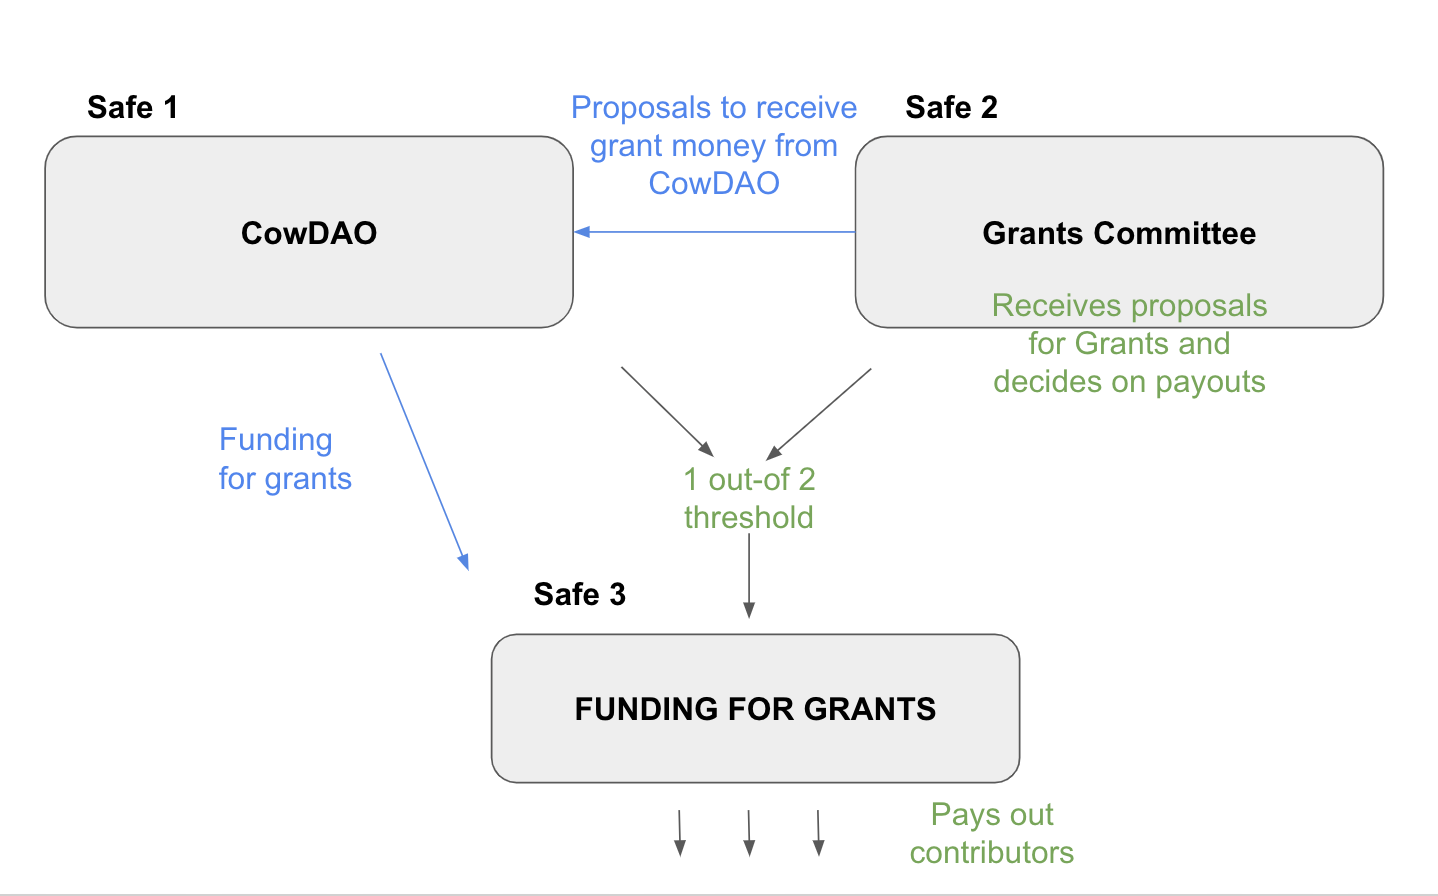 Safe 1
Proposals to receive
grant money from
CowDAO
Safe 2
CowDAO
Grants Committee
Receives proposals
for Grants and
decides on payouts
Funding
for grants
1 out-of 2
threshold
Safe 3
FUNDING FOR GRANTS
Pays out
contributors